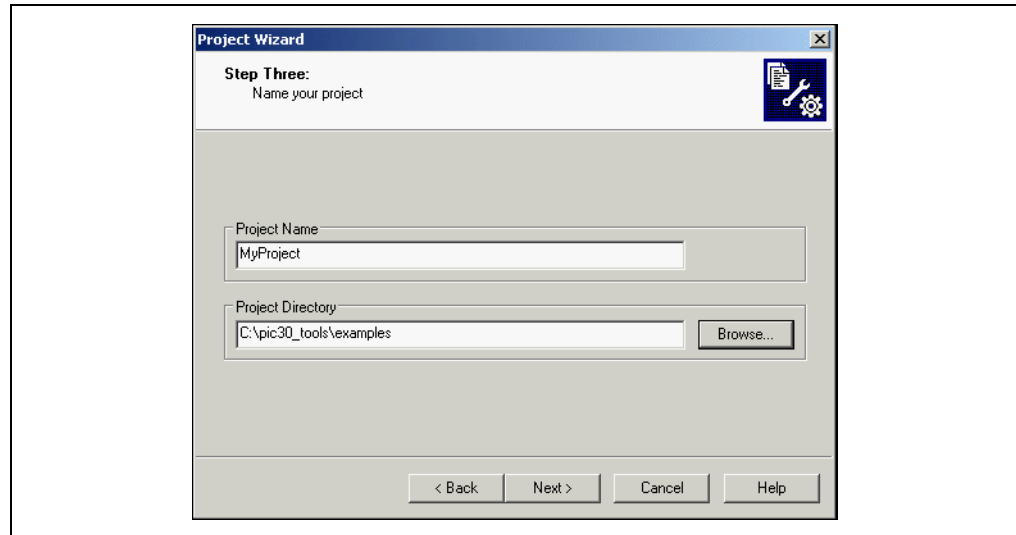 Project Wizard
Step Three:
Name your project
Project Name
MyProject
Project Directory
C:\pic30_tools\examples
Browse...
< Back Next > Cancel Help